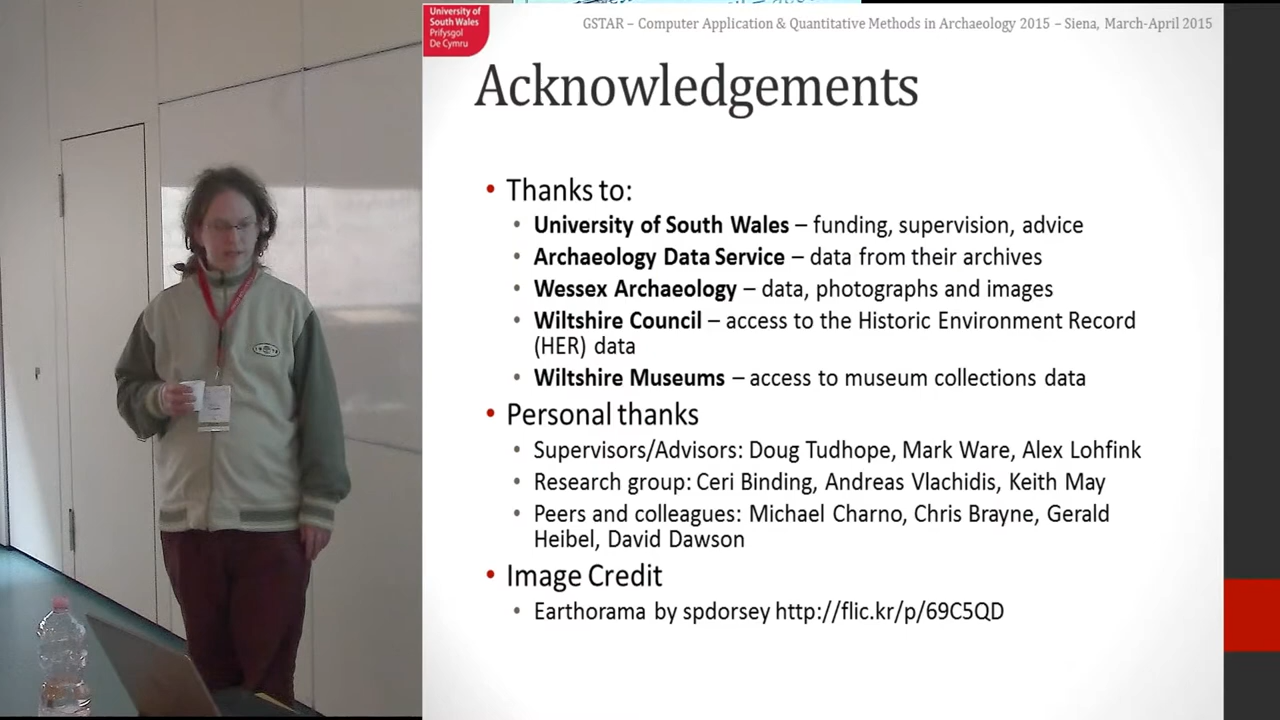 University of
South Wales
Prifysgol
De Cymru
GSTAR – Computer Application & Quantitative Methods in Archaeology 2015 – Siena, March-April 2015
Acknowledgements
• Thanks to:
• University of South Wales – funding, supervision, advice
• Archaeology Data Service – data from their archives
• Wessex Archaeology – data, photographs and images
• Wiltshire Council – access to the Historic Environment Record
(HER) data
• Wiltshire Museums – access to museum collections data
• Personal thanks
• Supervisors/Advisors: Doug Tudhope, Mark Ware, Alex Lohfink
• Research group: Ceri Binding, Andreas Vlachidis, Keith May
• Peers and colleagues: Michael Charno, Chris Brayne, Gerald
Heibel, David Dawson
• Image Credit
• Earthorama by spdorsey http://flic.kr/p/69C5QD